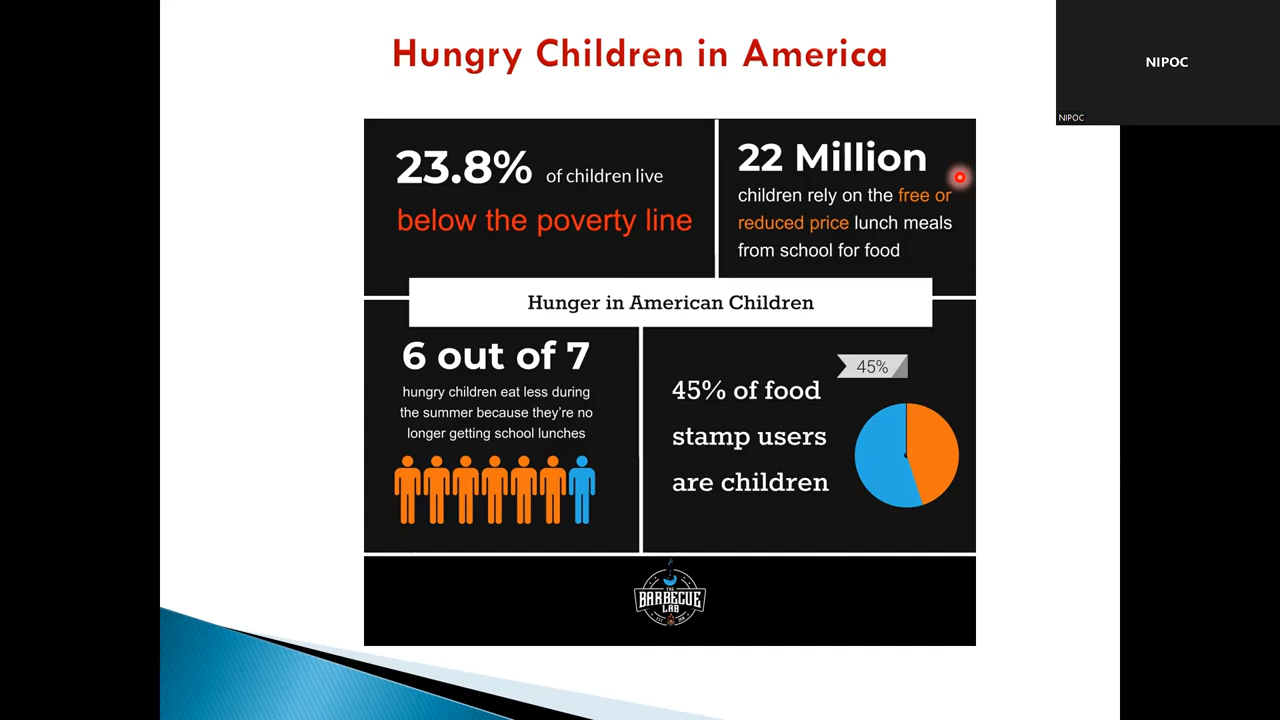 Hungry Children in America
NIPOC
NIPOC
23.8% of children live
below the poverty line
22 Million
children rely on the free or
reduced price lunch meals
from school for food
Hunger in American Children
6 out of 7
hungry children eat less during
the summer because they're no
longer getting school lunches
45%
45% of food
stamp users
are children
THE
BARBECUE
LAB